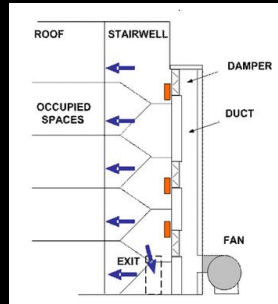 ROOF
STAIRWELL
DAMPER
OCCUPIED
SPACES
DUCT
FAN
EXIT